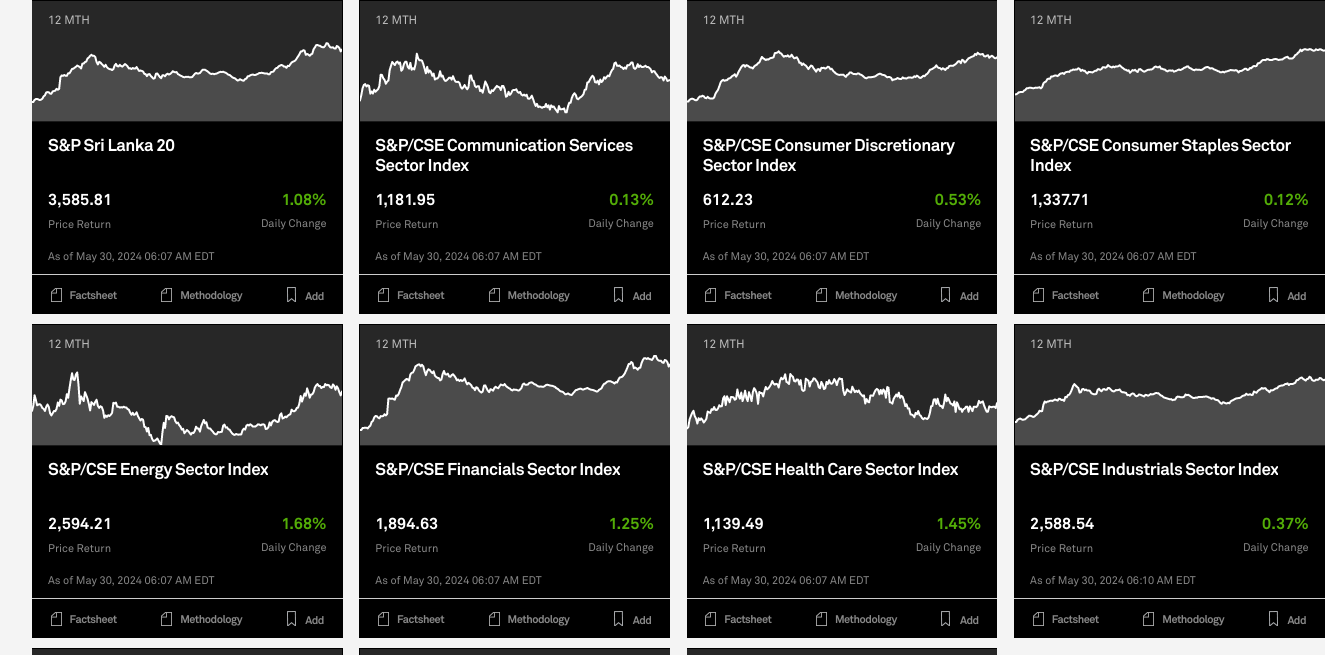 12 MTH
S&P Sri Lanka 20
3,585.81
1.08%
Price Return
Daily Change
As of May 30, 2024 06:07 AM EDT
Factsheet
Methodology
Add
12 MTH
S&P/CSE Communication Services
Sector Index
1,181.95
0.13%
Price Return
Daily Change
As of May 30, 2024 06:07 AM EDT
Factsheet
Methodology
Add
12 MTH
S&P/CSE Consumer Discretionary
Sector Index
612.23
0.53%
Price Return
Daily Change
As of May 30, 2024 06:07 AM EDT
Factsheet
Methodology
Add
12 MTH
S&P/CSE Consumer Staples Sector
Index
1,337.71
0.12%
Price Return
Daily Change
As of May 30, 2024 06:07 AM EDT
Factsheet
Methodology
Add
12 MTH
S&P/CSE Energy Sector Index
2,594.21
1.68%
Price Return
Daily Change
As of May 30, 2024 06:07 AM EDT
Factsheet
Methodology
Add
12 MTH
S&P/CSE Financials Sector Index
1,894.63
1.25%
Price Return
Daily Change
As of May 30, 2024 06:07 AM EDT
Factsheet
Methodology
Add
12 MTH
S&P/CSE Health Care Sector Index
1,139.49
1.45%
Price Return
Daily Change
As of May 30, 2024 06:07 AM EDT
Factsheet
Methodology
Add
12 MTH
S&P/CSE Industrials Sector Index
2,588.54
0.37%
Price Return
Daily Change
As of May 30, 2024 06:10 AM EDT
Factsheet
Methodology
Add